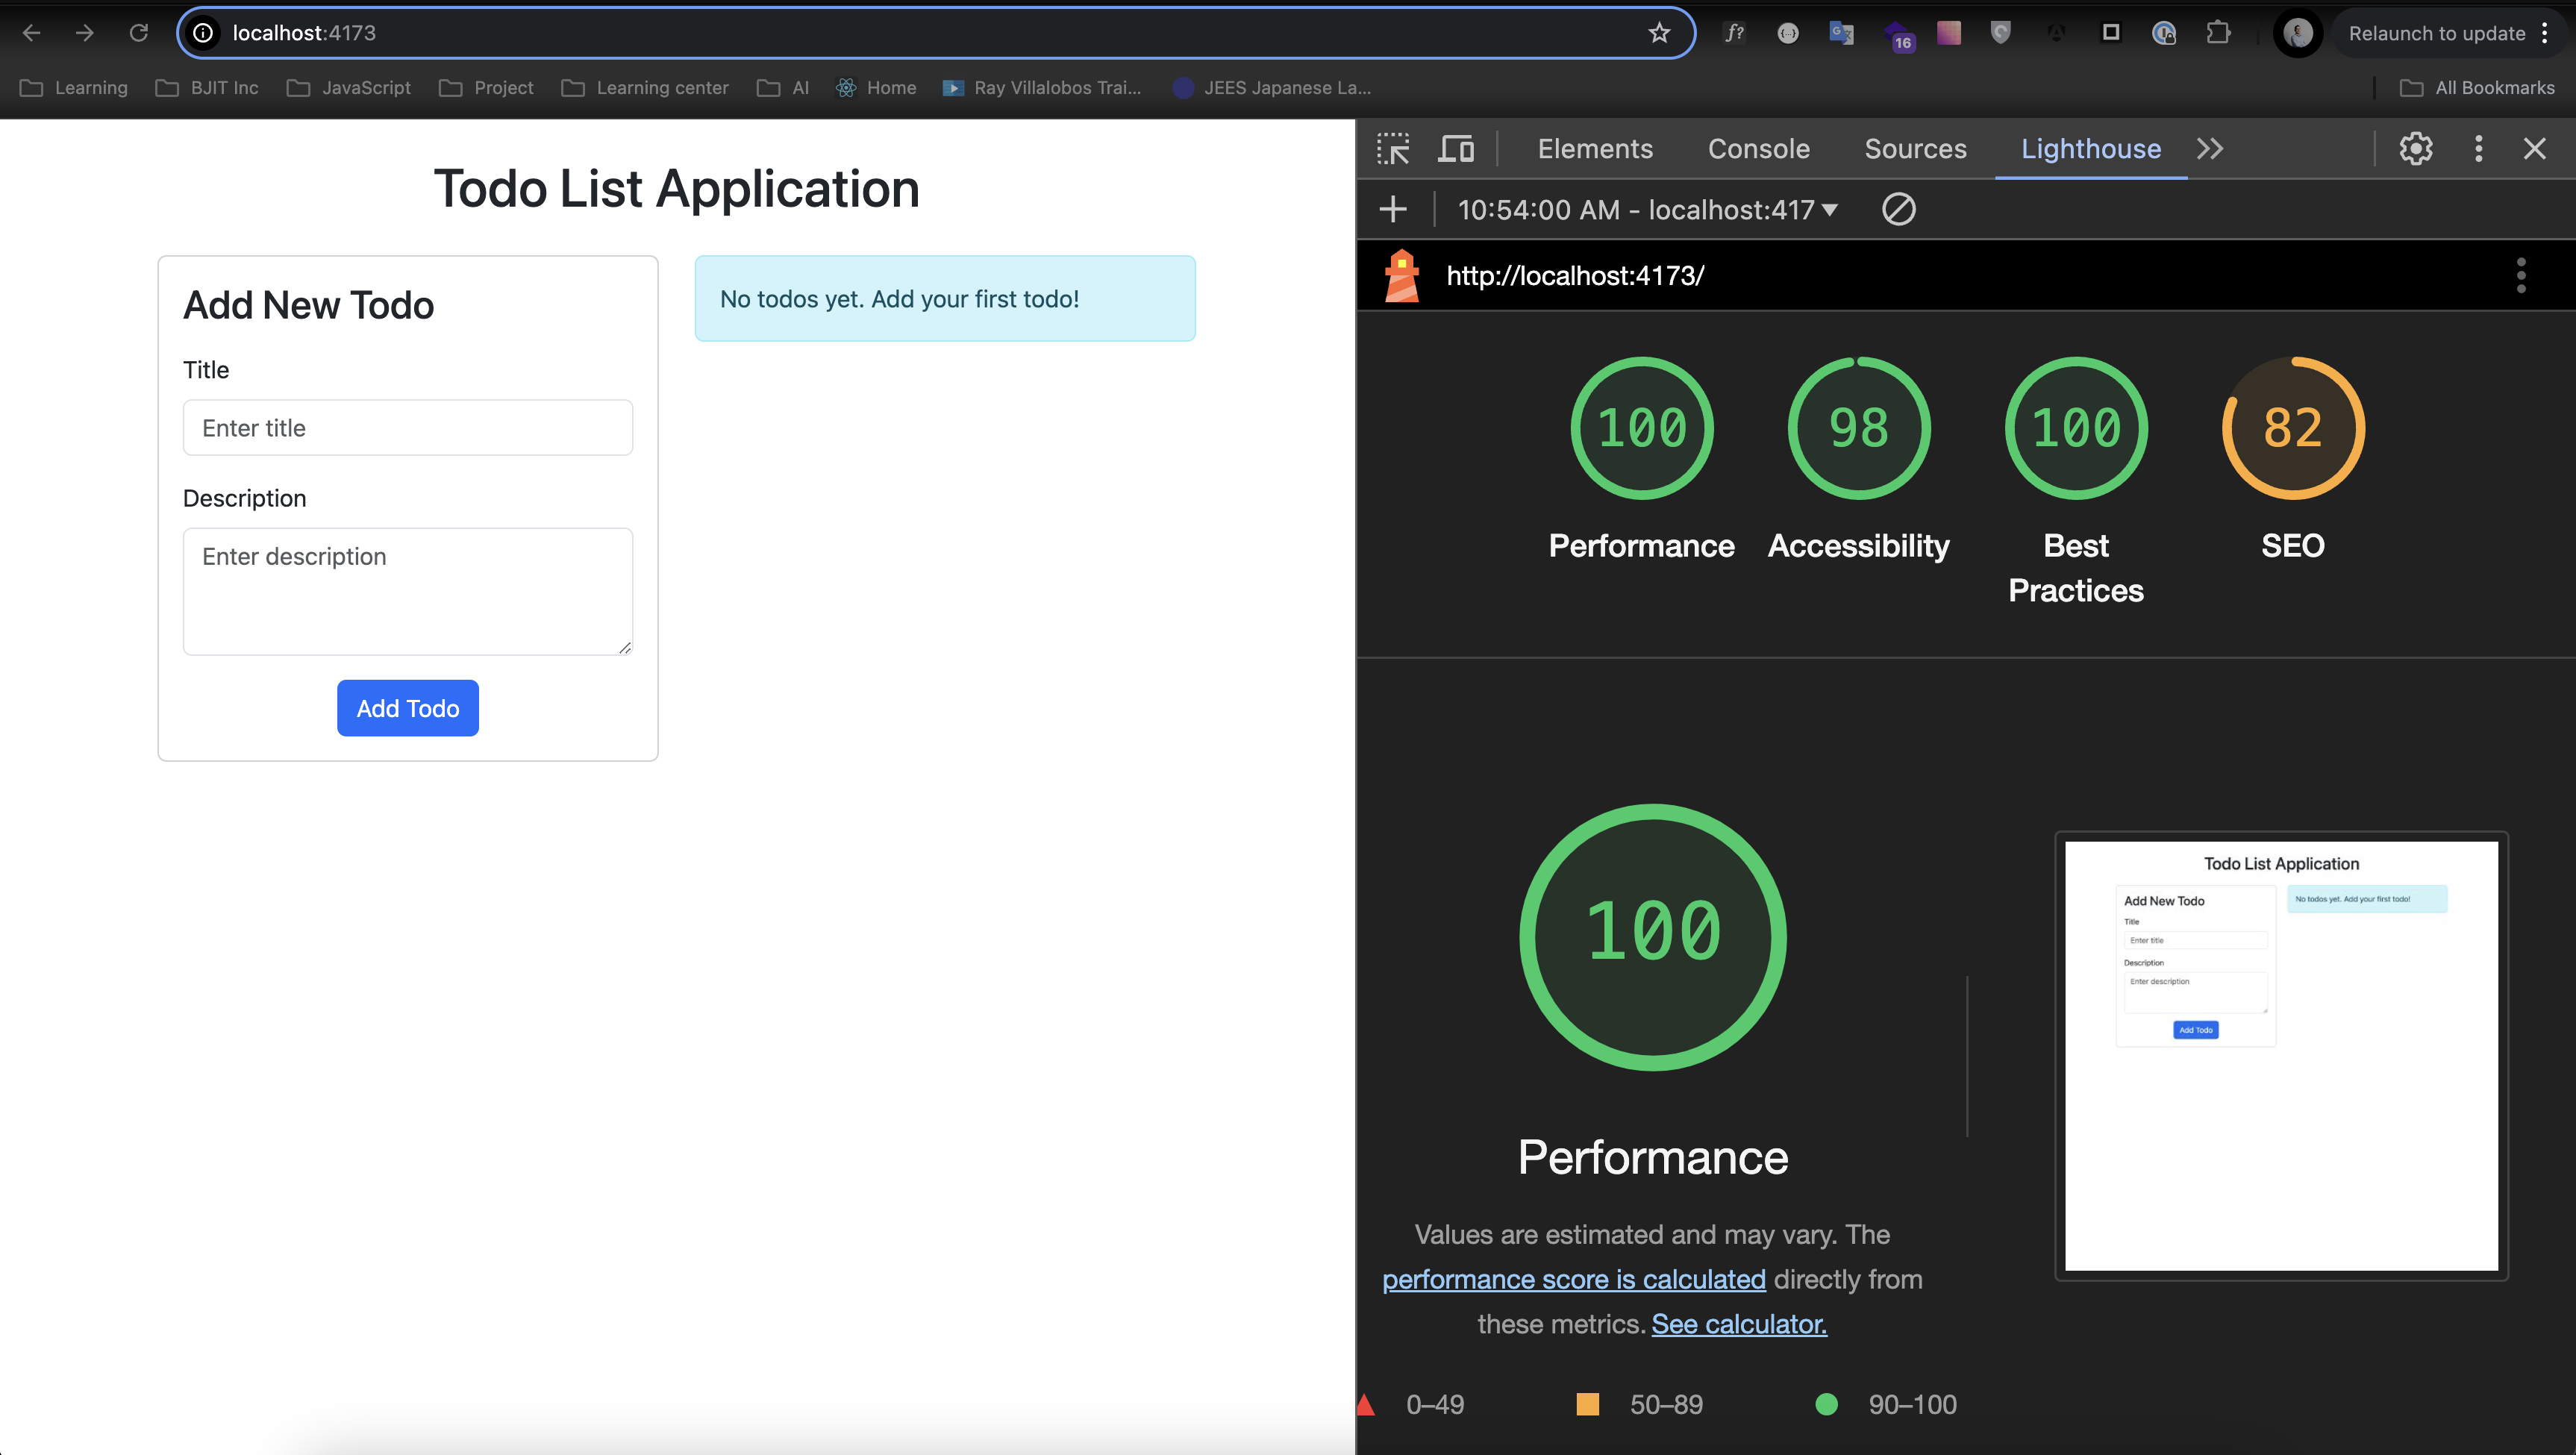 localhost:4173
f?
16
Relaunch to update
Learning
BJIT Inc
JavaScript
Project
Learning center
AI
Home
Ray Villalobos Trai...
JEES Japanese La...
All Bookmarks
Todo List Application
Add New Todo
Title
Enter title
Description
Enter description
Add Todo
No todos yet. Add your first todo!
Elements
Console
Sources
Lighthouse
10:54:00 AM - localhost:417
http://localhost:4173/
100
98
100
82
Performance
Accessibility
Best
Practices
SEO
100
Performance
Values are estimated and may vary. The
performance score is calculated directly from
these metrics. See calculator.
0–49
50–89
90–100
Todo List Application
Add New Todo
Title
Enter title
Description
Enter description
Add Todo
No todos yet. Add your first todo!